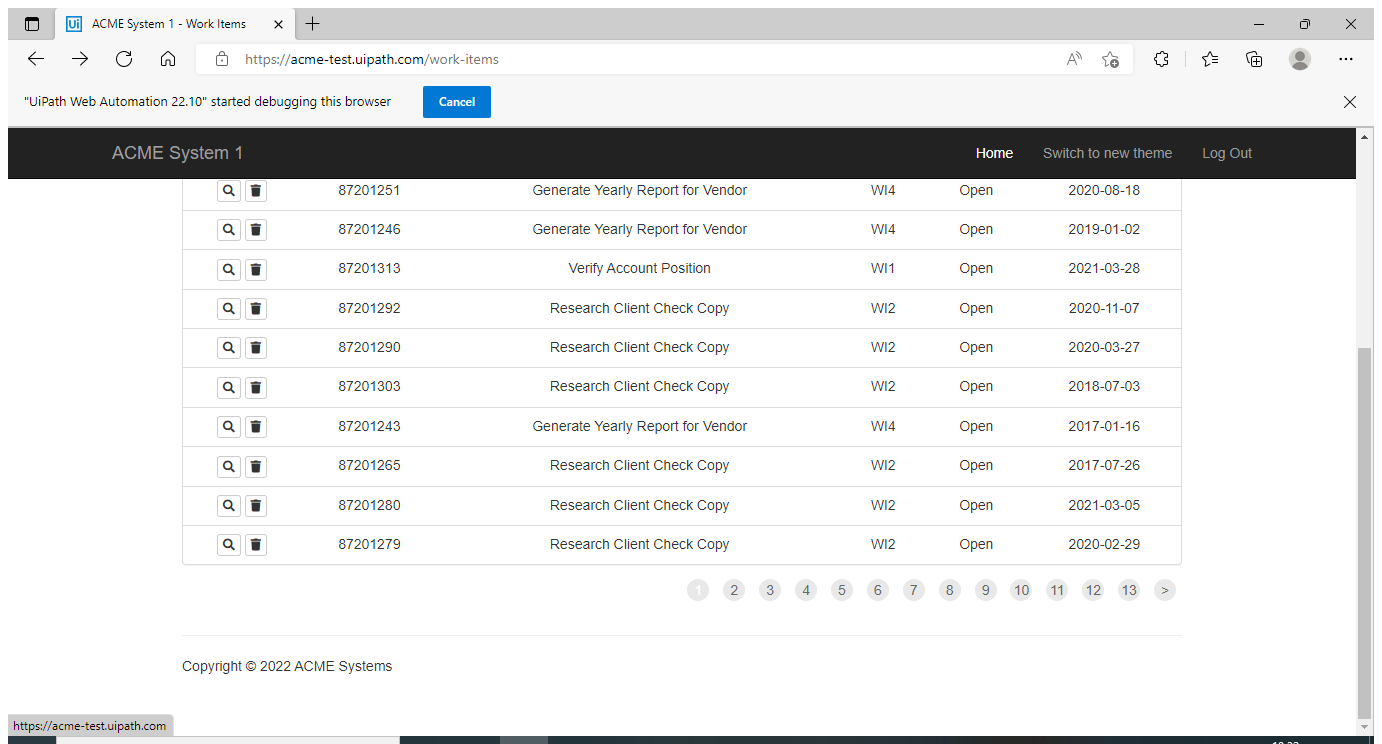 ACME System 1 - Work Items
https://acme-test.uipath.com/work-items
"UiPath Web Automation 22.10" started debugging this browser Cancel
ACME System 1 Home Switch to new theme Log Out
87201251 Generate Yearly Report for Vendor WI4 Open 2020-08-18
87201246 Generate Yearly Report for Vendor WI4 Open 2019-01-02
87201313 Verify Account Position WI1 Open 2021-03-28
87201292 Research Client Check Copy WI2 Open 2020-11-07
87201290 Research Client Check Copy WI2 Open 2020-03-27
87201303 Research Client Check Copy WI2 Open 2018-07-03
87201243 Generate Yearly Report for Vendor WI4 Open 2017-01-16
87201265 Research Client Check Copy WI2 Open 2017-07-26
87201280 Research Client Check Copy WI2 Open 2021-03-05
87201279 Research Client Check Copy WI2 Open 2020-02-29
1 2 3 4 5 6 7 8 9 10 11 12 13 >
Copyright © 2022 ACME Systems
https://acme-test.uipath.com